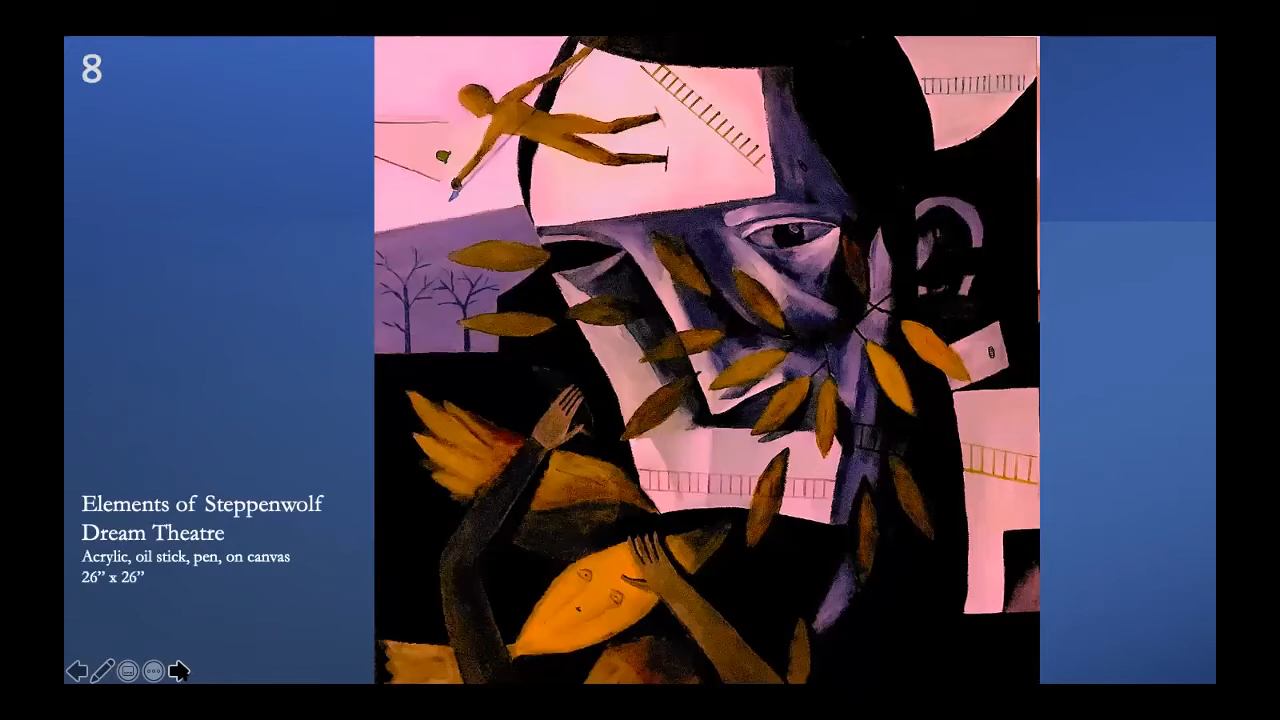 8
Elements of Steppenwolf
Dream Theatre
Acrylic, oil stick, pen, on canvas
26” x 26”